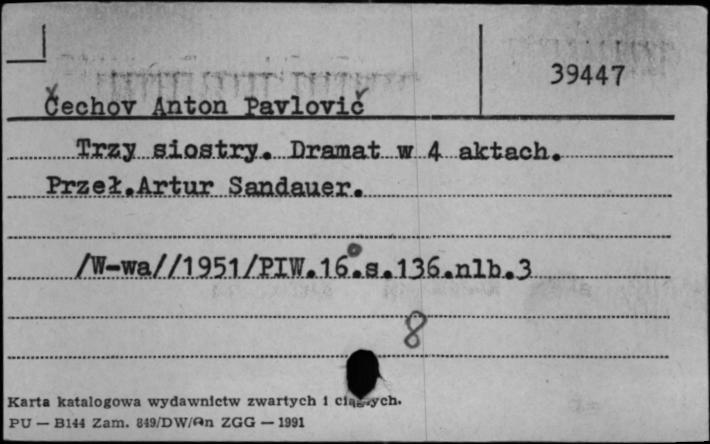 39447
Čechov Anton Pavlovič
Trzy siostry. Dramat w 4 aktach.
Przeł.Artur Sandauer.
/W-wa//1951/PIW.16°.s.136.nlb.3
8
Karta katalogowa wydawnictw zwartych i ciągłych.
PU — B144 Zam. 849/DW/Gn ZGG — 1991